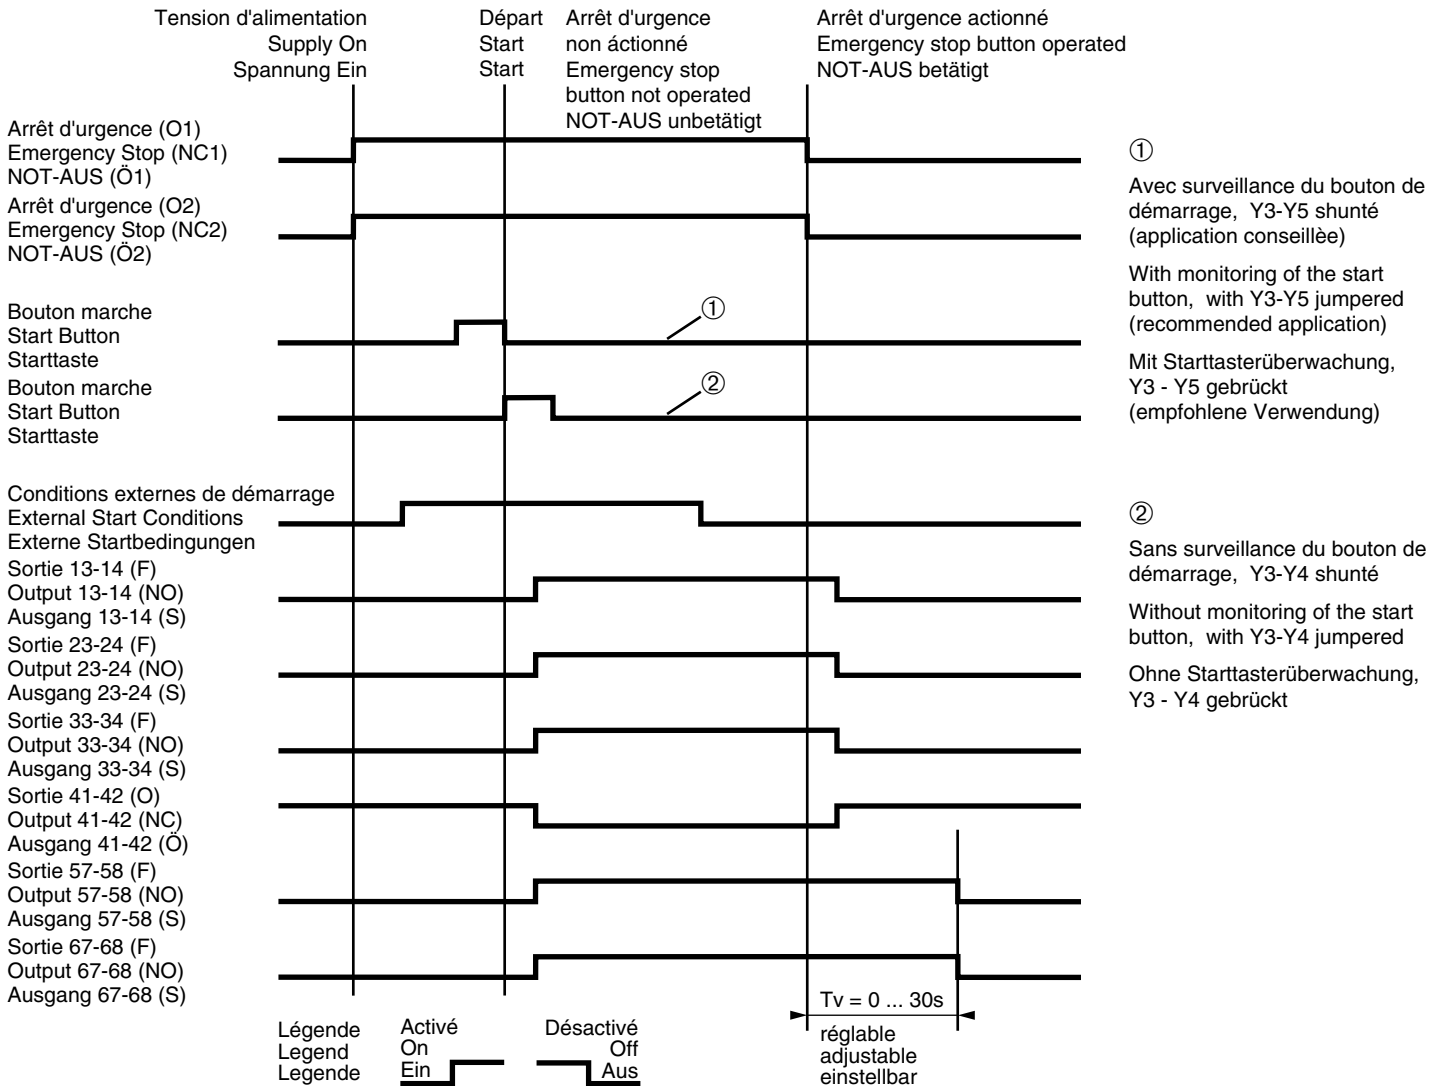 Tension d'alimentation
Supply On
Spannung Ein
Départ
Start
Start
Arrêt d'urgence
non áctionné
Emergency stop
button not operated
NOT-AUS unbetätigt
Arrêt d'urgence actionné
Emergency stop button operated
NOT-AUS betätigt
Arrêt d'urgence (O1)
Emergency Stop (NC1)
NOT-AUS (Ö1)
Arrêt d'urgence (O2)
Emergency Stop (NC2)
NOT-AUS (Ö2)
Bouton marche
Start Button
Starttaste
①
Bouton marche
Start Button
Starttaste
②
Conditions externes de démarrage
External Start Conditions
Externe Startbedingungen
Sortie 13-14 (F)
Output 13-14 (NO)
Ausgang 13-14 (S)
Sortie 23-24 (F)
Output 23-24 (NO)
Ausgang 23-24 (S)
Sortie 33-34 (F)
Output 33-34 (NO)
Ausgang 33-34 (S)
Sortie 41-42 (O)
Output 41-42 (NC)
Ausgang 41-42 (Ö)
Sortie 57-58 (F)
Output 57-58 (NO)
Ausgang 57-58 (S)
Sortie 67-68 (F)
Output 67-68 (NO)
Ausgang 67-68 (S)
Tv = 0 ... 30s
réglable
adjustable
einstellbar
Légende
Legend
Legende
Activé
On
Ein
Désactivé
Off
Aus
①
Avec surveillance du bouton de
démarrage, Y3-Y5 shunté
(application conseillèe)
With monitoring of the start
button, with Y3-Y5 jumpered
(recommended application)
Mit Starttasterüberwachung,
Y3 - Y5 gebrückt
(empfohlene Verwendung)
②
Sans surveillance du bouton de
démarrage, Y3-Y4 shunté
Without monitoring of the start
button, with Y3-Y4 jumpered
Ohne Starttasterüberwachung,
Y3 - Y4 gebrückt